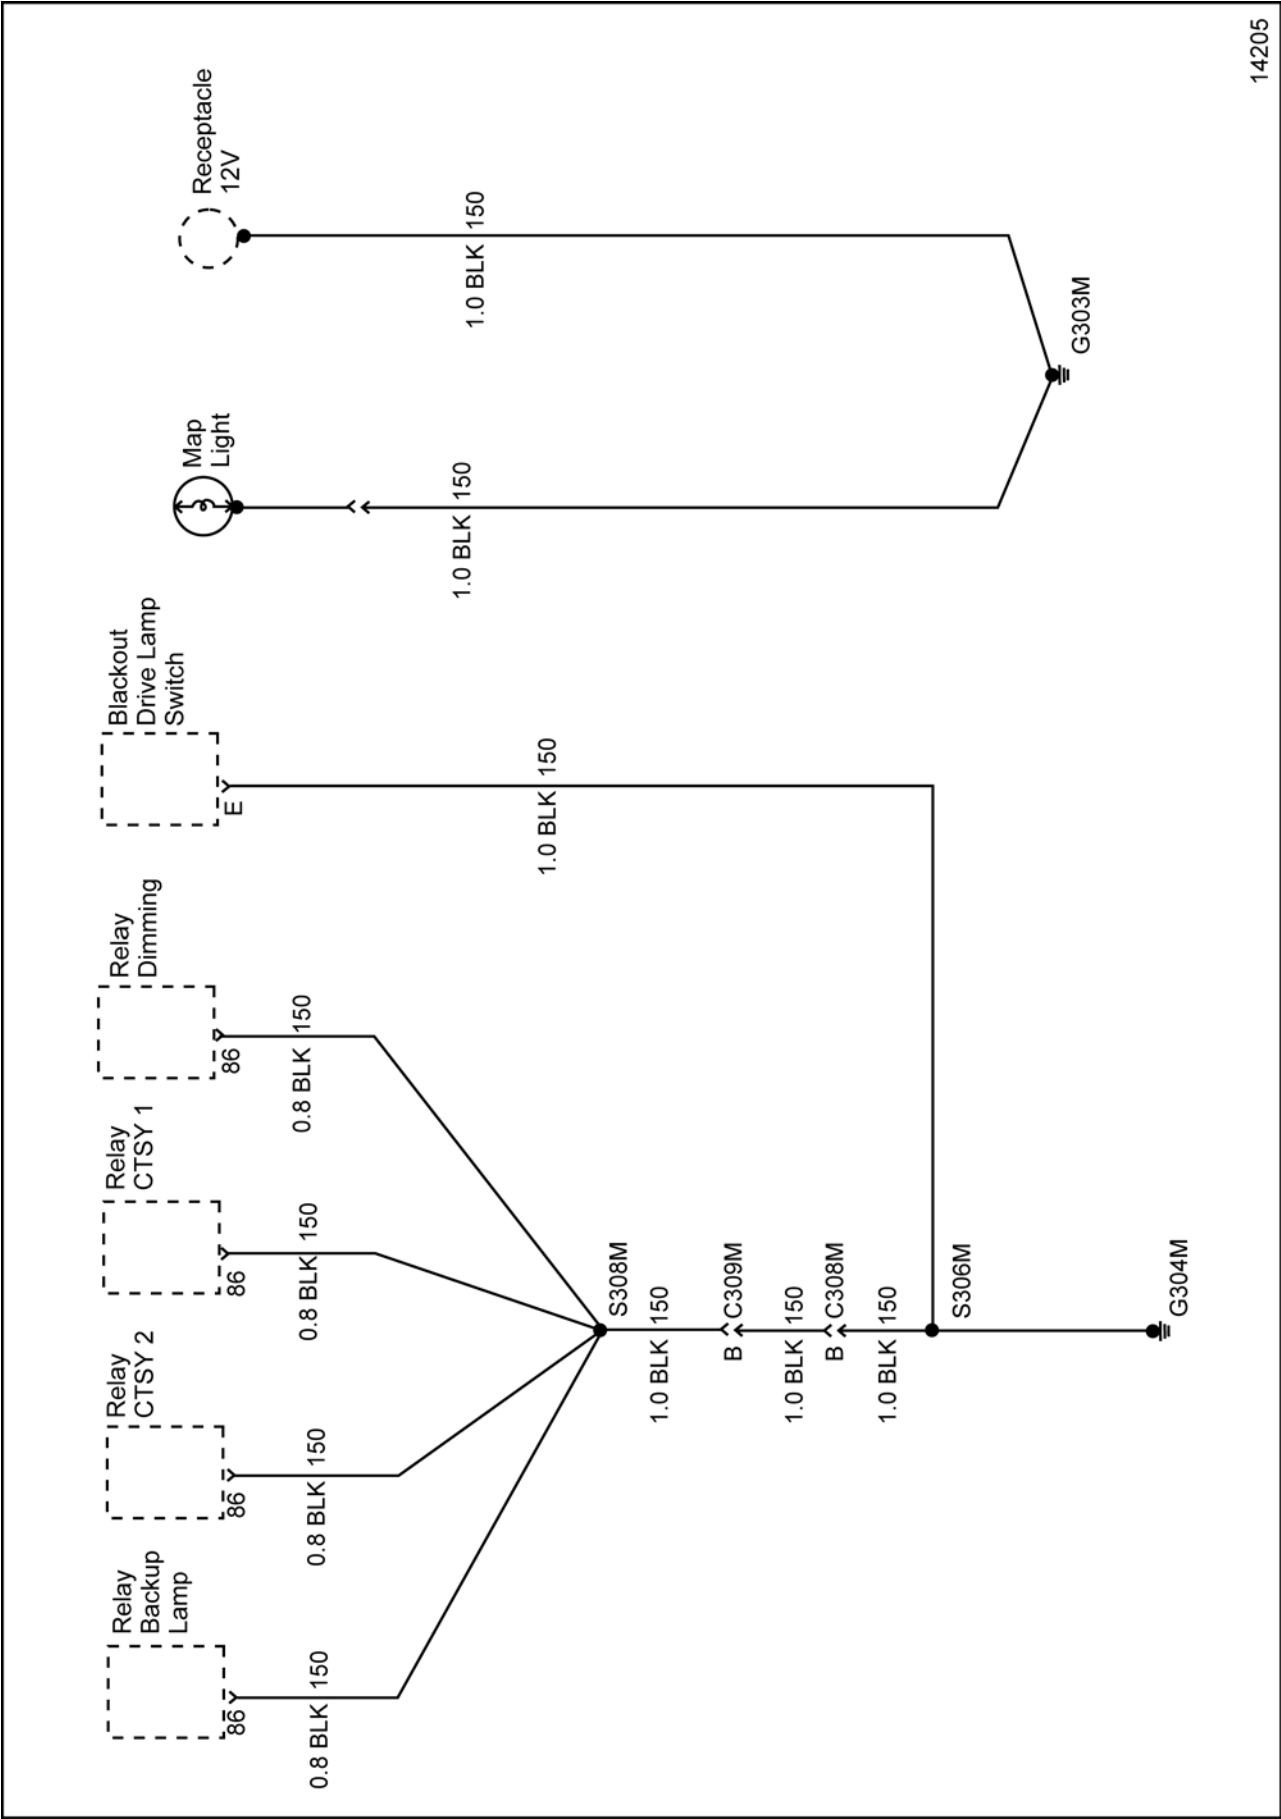 Relay
Backup
Lamp
Relay
CTSY 2
Relay
CTSY 1
Relay
Dimming
Blackout
Drive Lamp
Switch
Map
Light
Receptacle
12V
86
86
86
86
E
0.8 BLK 150
0.8 BLK 150
0.8 BLK 150
0.8 BLK 150
1.0 BLK 150
1.0 BLK 150
1.0 BLK 150
S308M
1.0 BLK 150
B C309M
1.0 BLK 150
B C308M
1.0 BLK 150
S306M
G303M
G304M
14205